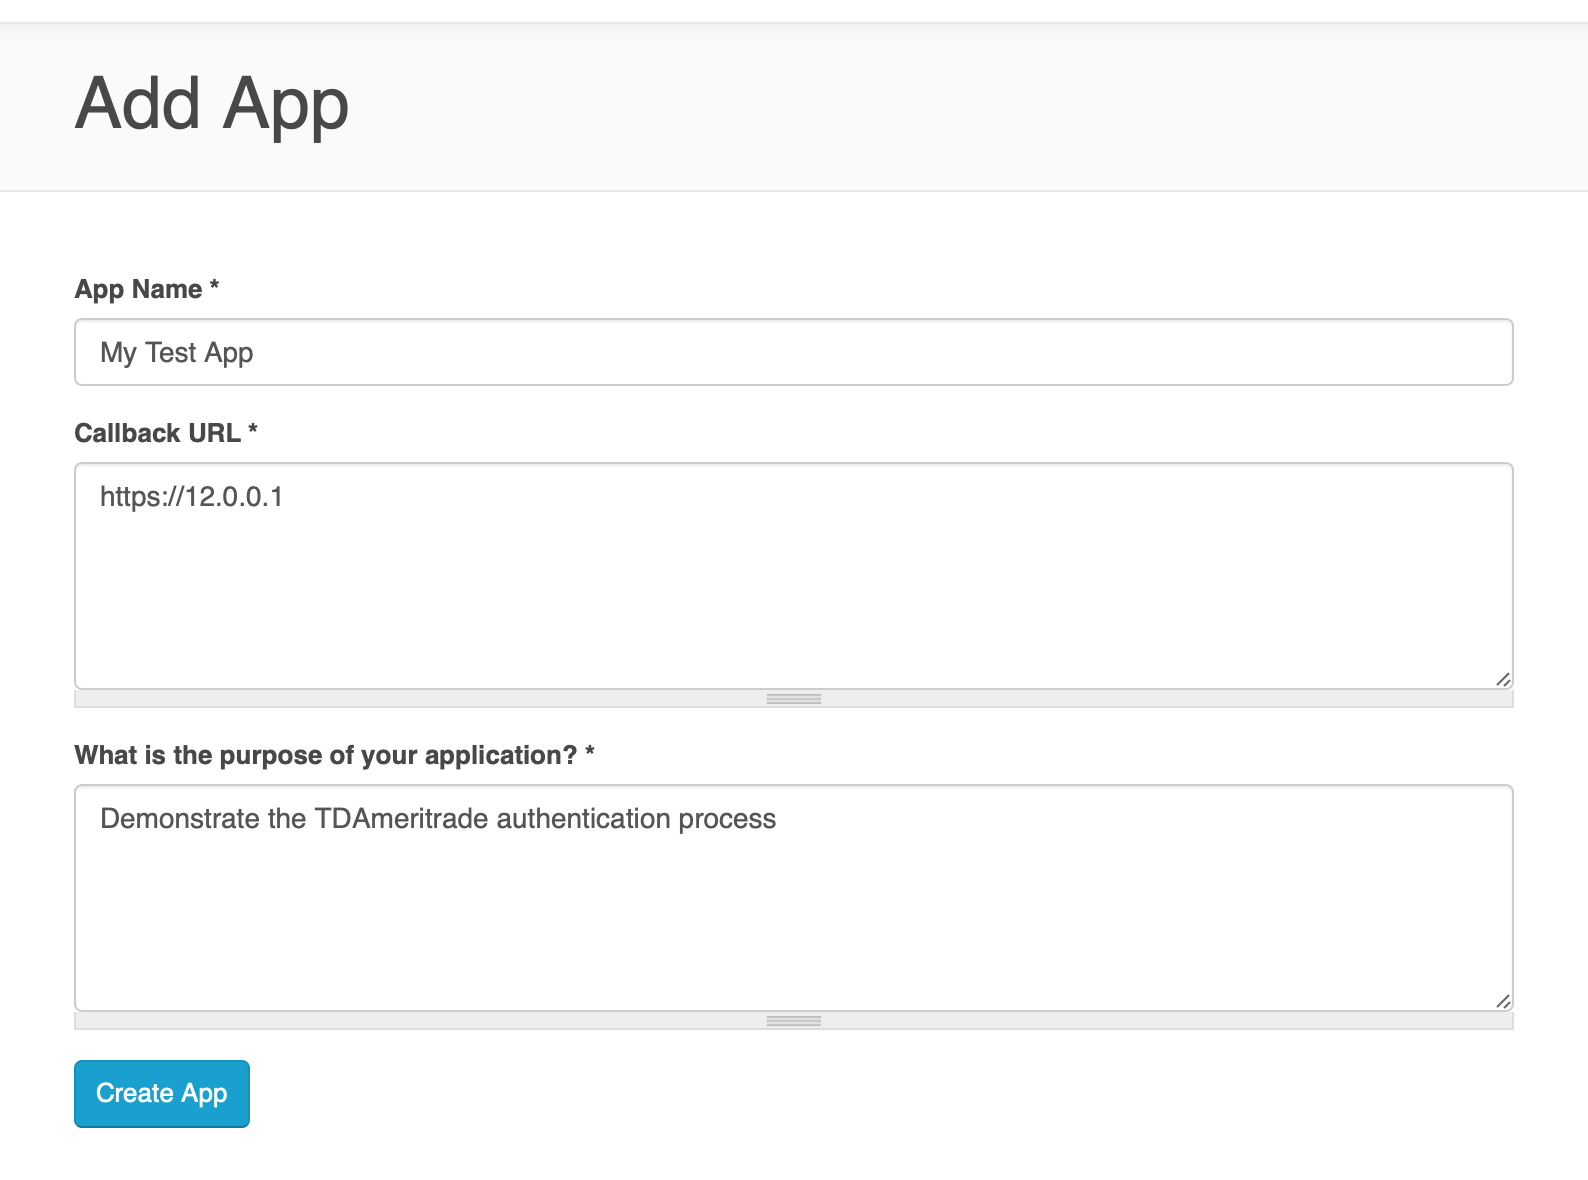 Add App
App Name *
My Test App
Callback URL *
https://12.0.0.1
What is the purpose of your application? *
Demonstrate the TDAmeritrade authentication process
Create App